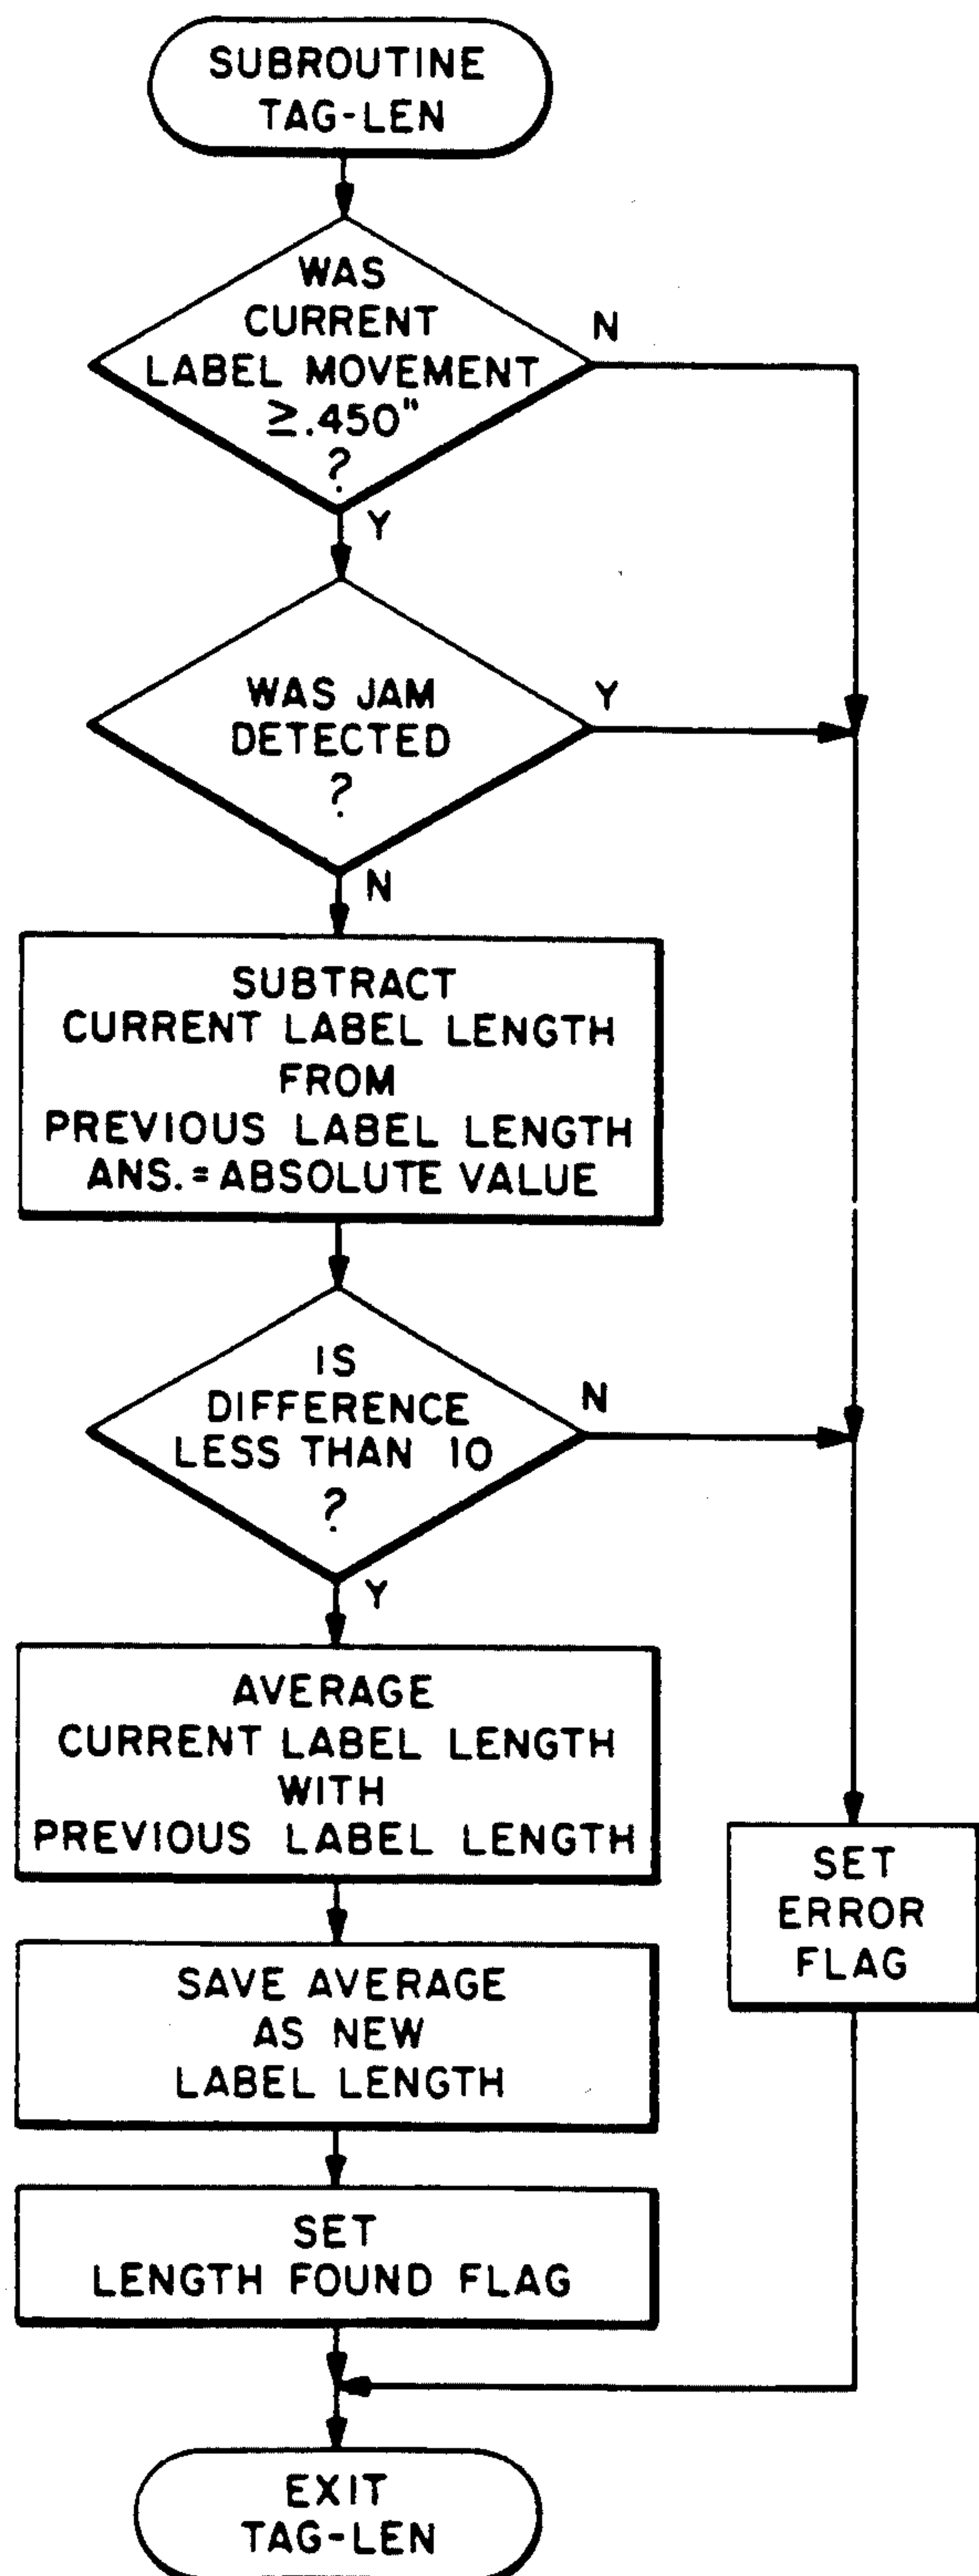 SUBROUTINE
TAG-LEN
WAS
CURRENT
LABEL MOVEMENT
≥.450"
?
N
Y
WAS JAM
DETECTED
?
Y
N
SUBTRACT
CURRENT LABEL LENGTH
FROM
PREVIOUS LABEL LENGTH
ANS.=ABSOLUTE VALUE
IS
DIFFERENCE
LESS THAN 10
?
N
Y
AVERAGE
CURRENT LABEL LENGTH
WITH
PREVIOUS LABEL LENGTH
SET
ERROR
FLAG
SAVE AVERAGE
AS NEW
LABEL LENGTH
SET
LENGTH FOUND FLAG
EXIT
TAG-LEN